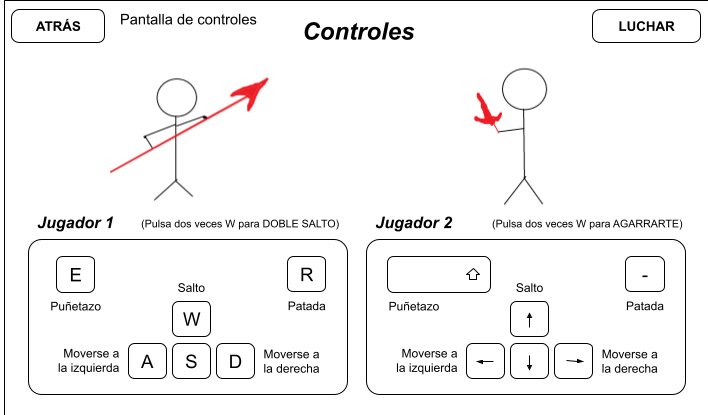 ATRÁS
Pantalla de controles
Controles
LUCHAR
Jugador 1
(Pulsa dos veces W para DOBLE SALTO)
Jugador 2
(Pulsa dos veces W para AGARRARTE)
E
Puñetazo
Salto
W
R
Patada
Moverse a
la izquierda
A
S
D
Moverse a
la derecha
Puñetazo
Salto
-
Patada
Moverse a
la izquierda
Moverse a
la derecha